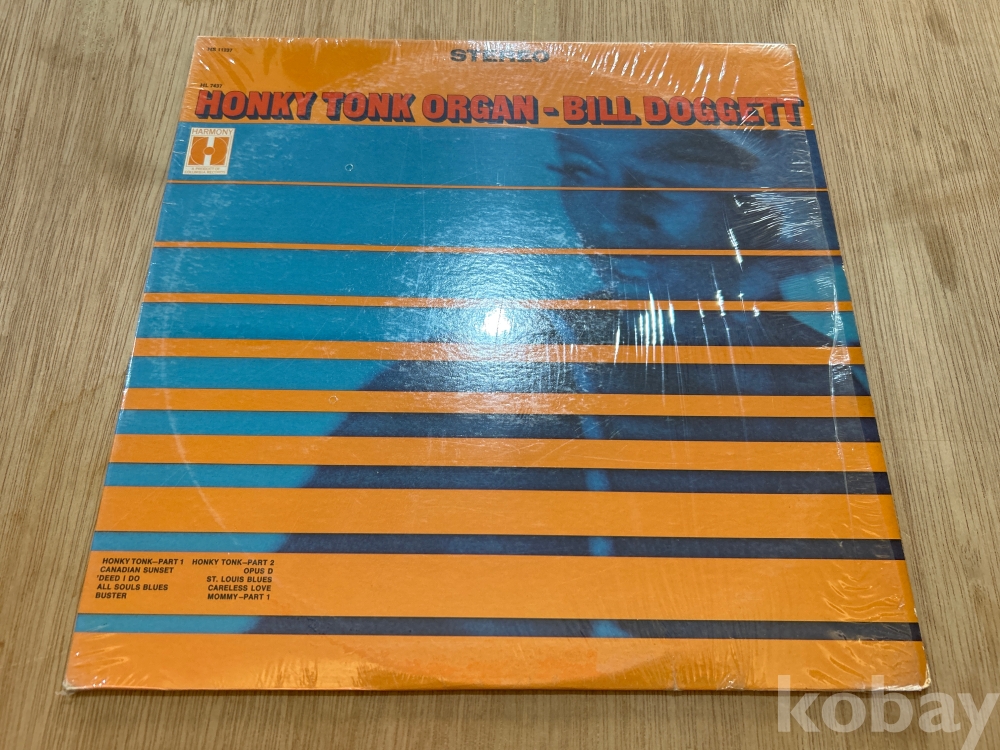 STEREO
HONKY TONK ORGAN - BILL DOGGETT
HARMONY
H
HONKY TONK—PART 1
CANADIAN SUNSET
'DEED I DO
ALL SOULS BLUES
BUSTER
HONKY TONK—PART 2
OPUS D
ST. LOUIS BLUES
CARELESS LOVE
MOMMY—PART 1
kobay